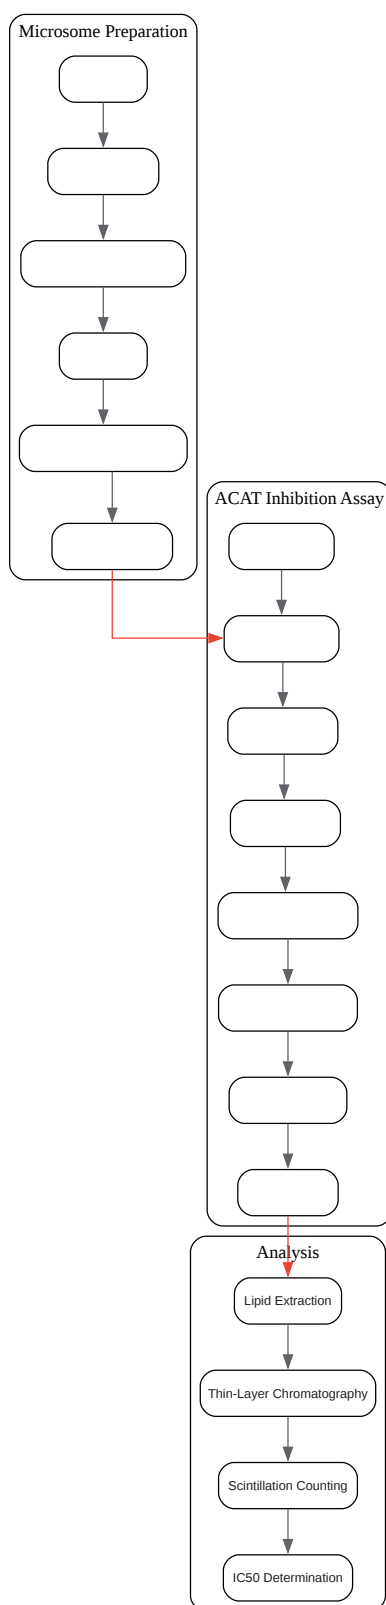 Microsome Preparation
ACAT Inhibition Assay
Analysis
Lipid Extraction
Thin-Layer Chromatography
Scintillation Counting
IC50 Determination